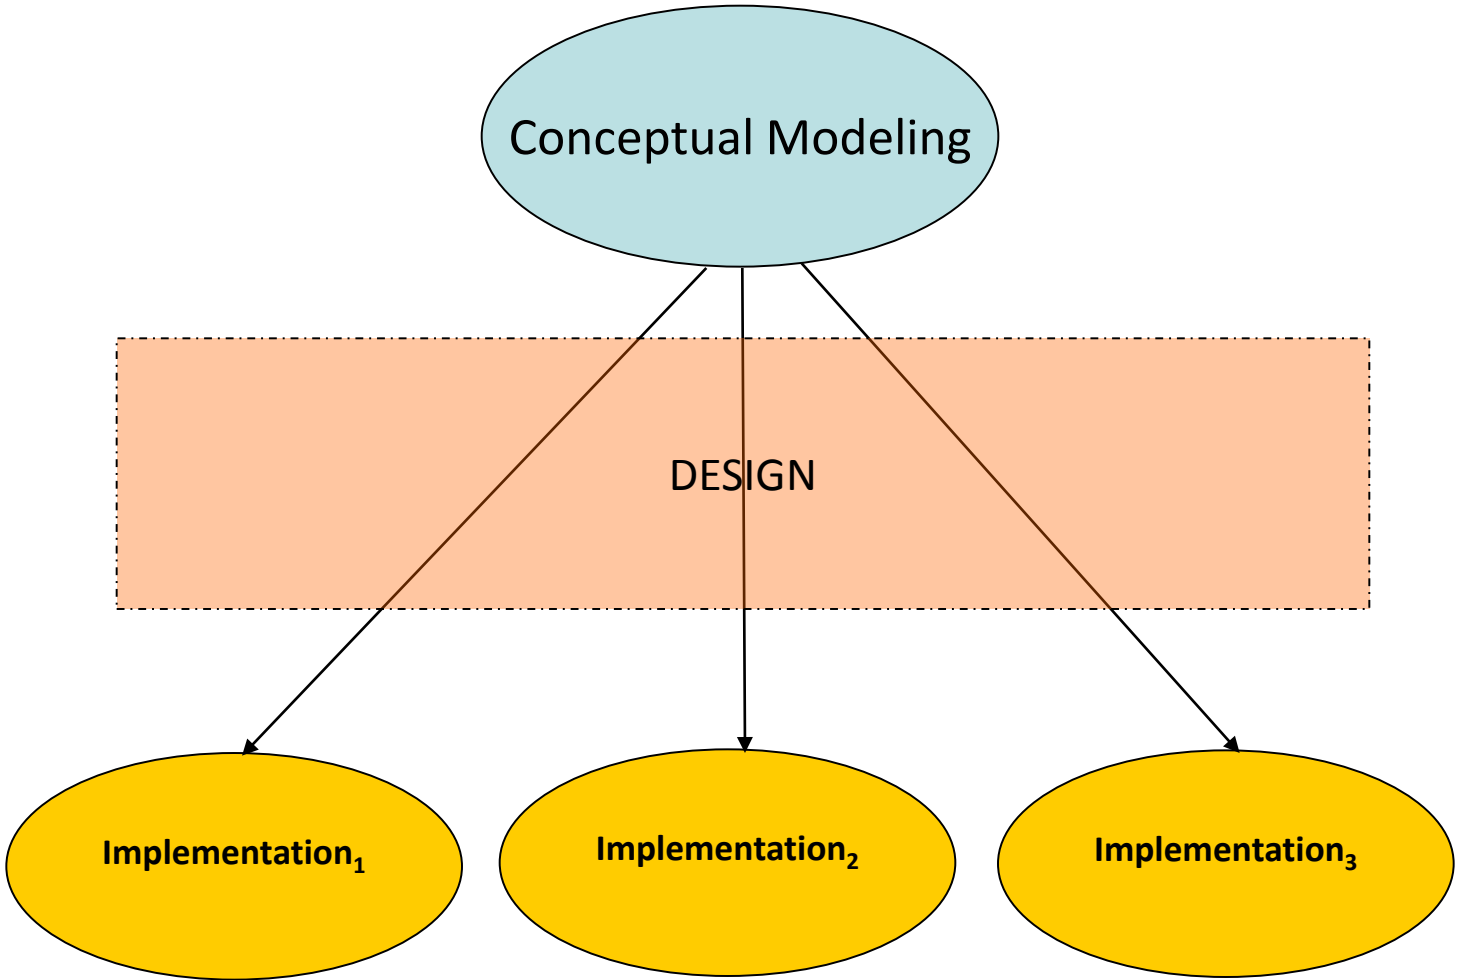 Conceptual Modeling
DESIGN
Implementation₁
Implementation₂
Implementation₃